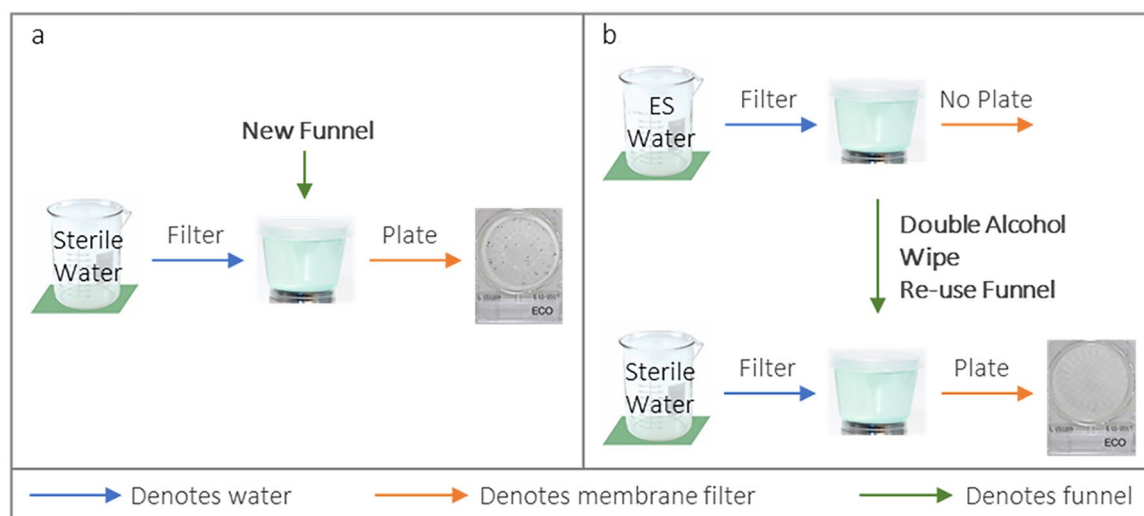 a
New Funnel
Sterile
Water
Filter
Plate
ECO
b
ES
Water
Filter
No Plate
Double Alcohol
Wipe
Re-use Funnel
Sterile
Water
Filter
Plate
ECO
Denotes water
Denotes membrane filter
Denotes funnel